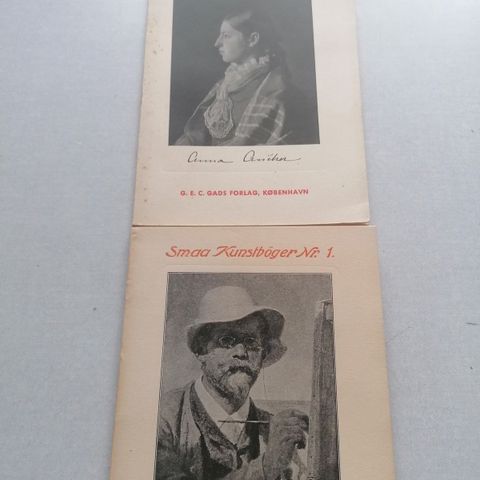 Anna Ancher
G. E. C. GADS FORLAG, KØBENHAVN
Smaa Kunstbøger Nr. 1.